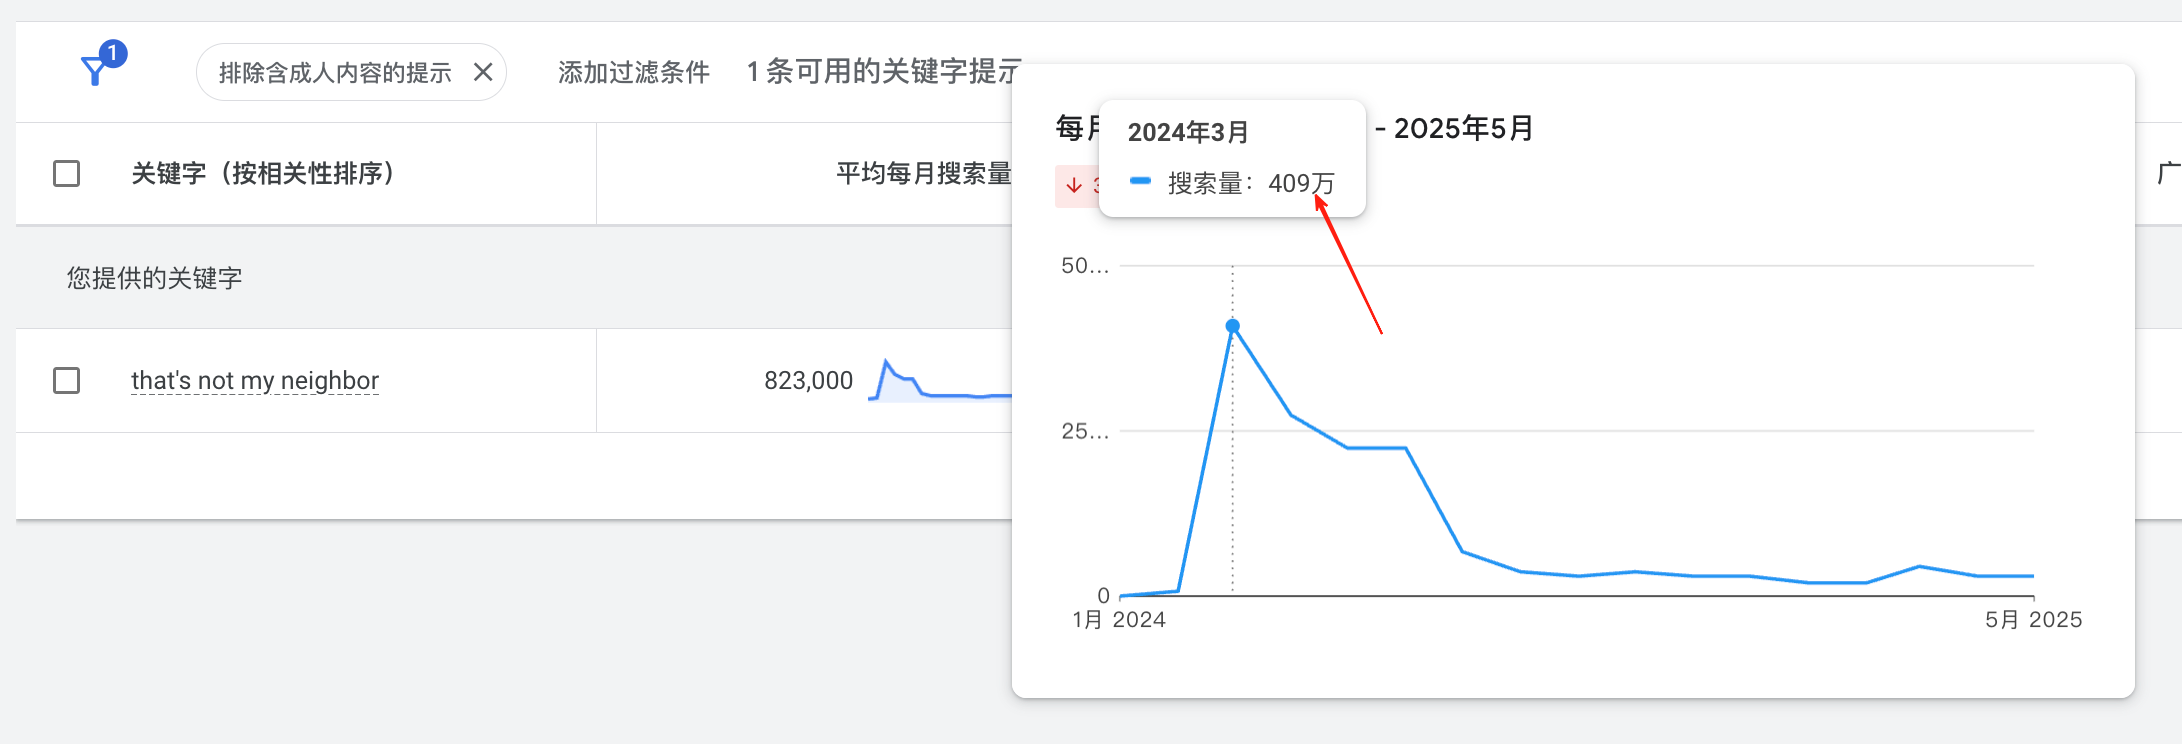 1
排除含成人内容的提示
添加过滤条件
1 条可用的关键字提示
关键字（按相关性排序）
平均每月搜索量
广
您提供的关键字
that's not my neighbor
823,000
每月
- 2025年5月
2024年3月
搜索量：409万
50...
25...
0
1月 2024
5月 2025